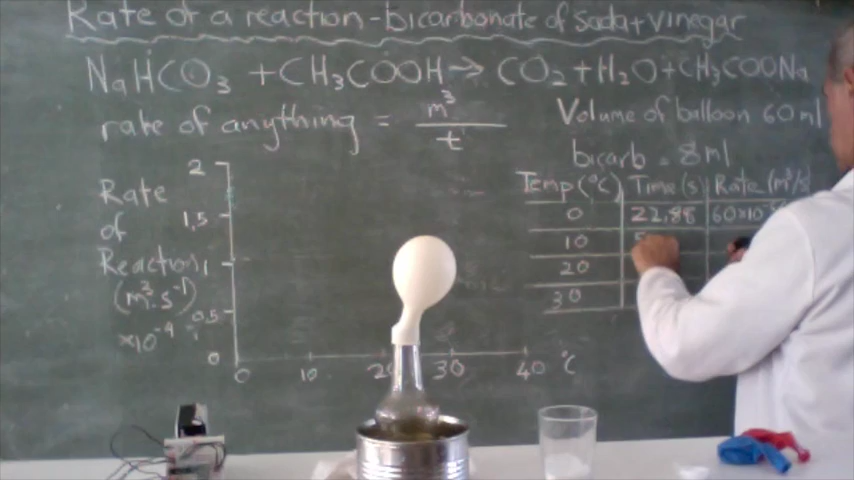 Rate of a reaction - bicarbonate of soda + vinegar
NaHCO₃ + CH₃COOH → CO₂ + H₂O + CH₃COONa
rate of anything = m³ / t
Volume of balloon 60 ml
bicarb = 8ml
Temp (°C) Time (s) Rate (m³/s
0 22,88 60×10
10
20
30
Rate
of
Reaction
(m³.s⁻¹)
×10⁻⁴
2
1,5
1
0,5
0
0 10 20 30 40 °C